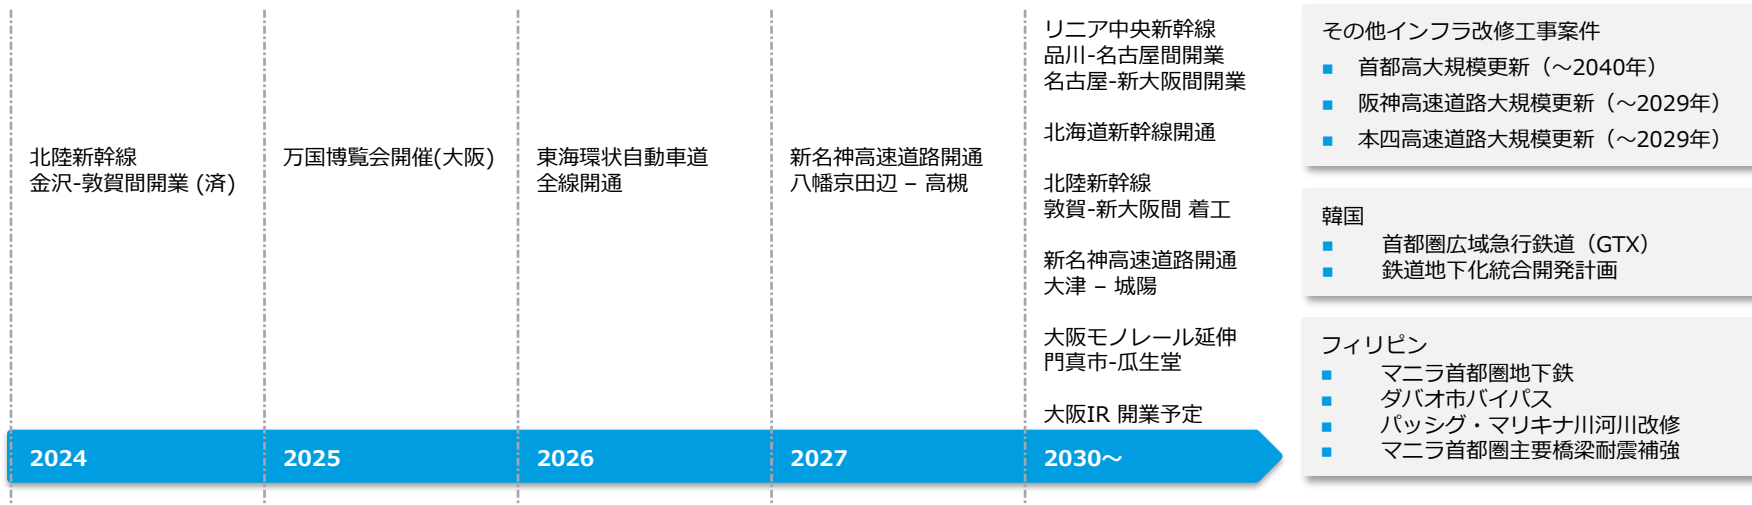 北陸新幹線
金沢-敦賀間開業 (済)
万国博覧会開催(大阪)
東海環状自動車道
全線開通
新名神高速道路開通
八幡京田辺 – 高槻
リニア中央新幹線
品川-名古屋間開業
名古屋-新大阪間開業
北海道新幹線開通
北陸新幹線
敦賀-新大阪間 着工
新名神高速道路開通
大津 – 城陽
大阪モノレール延伸
門真市-瓜生堂
大阪IR 開業予定
2024
2025
2026
2027
2030～
その他インフラ改修工事案件
■ 首都高大規模更新（～2040年）
■ 阪神高速道路大規模更新（～2029年）
■ 本四高速道路大規模更新（～2029年）
韓国
■ 首都圏広域急行鉄道（GTX）
■ 鉄道地下化統合開発計画
フィリピン
■ マニラ首都圏地下鉄
■ ダバオ市バイパス
■ パッシグ・マリキナ川河川改修
■ マニラ首都圏主要橋梁耐震補強